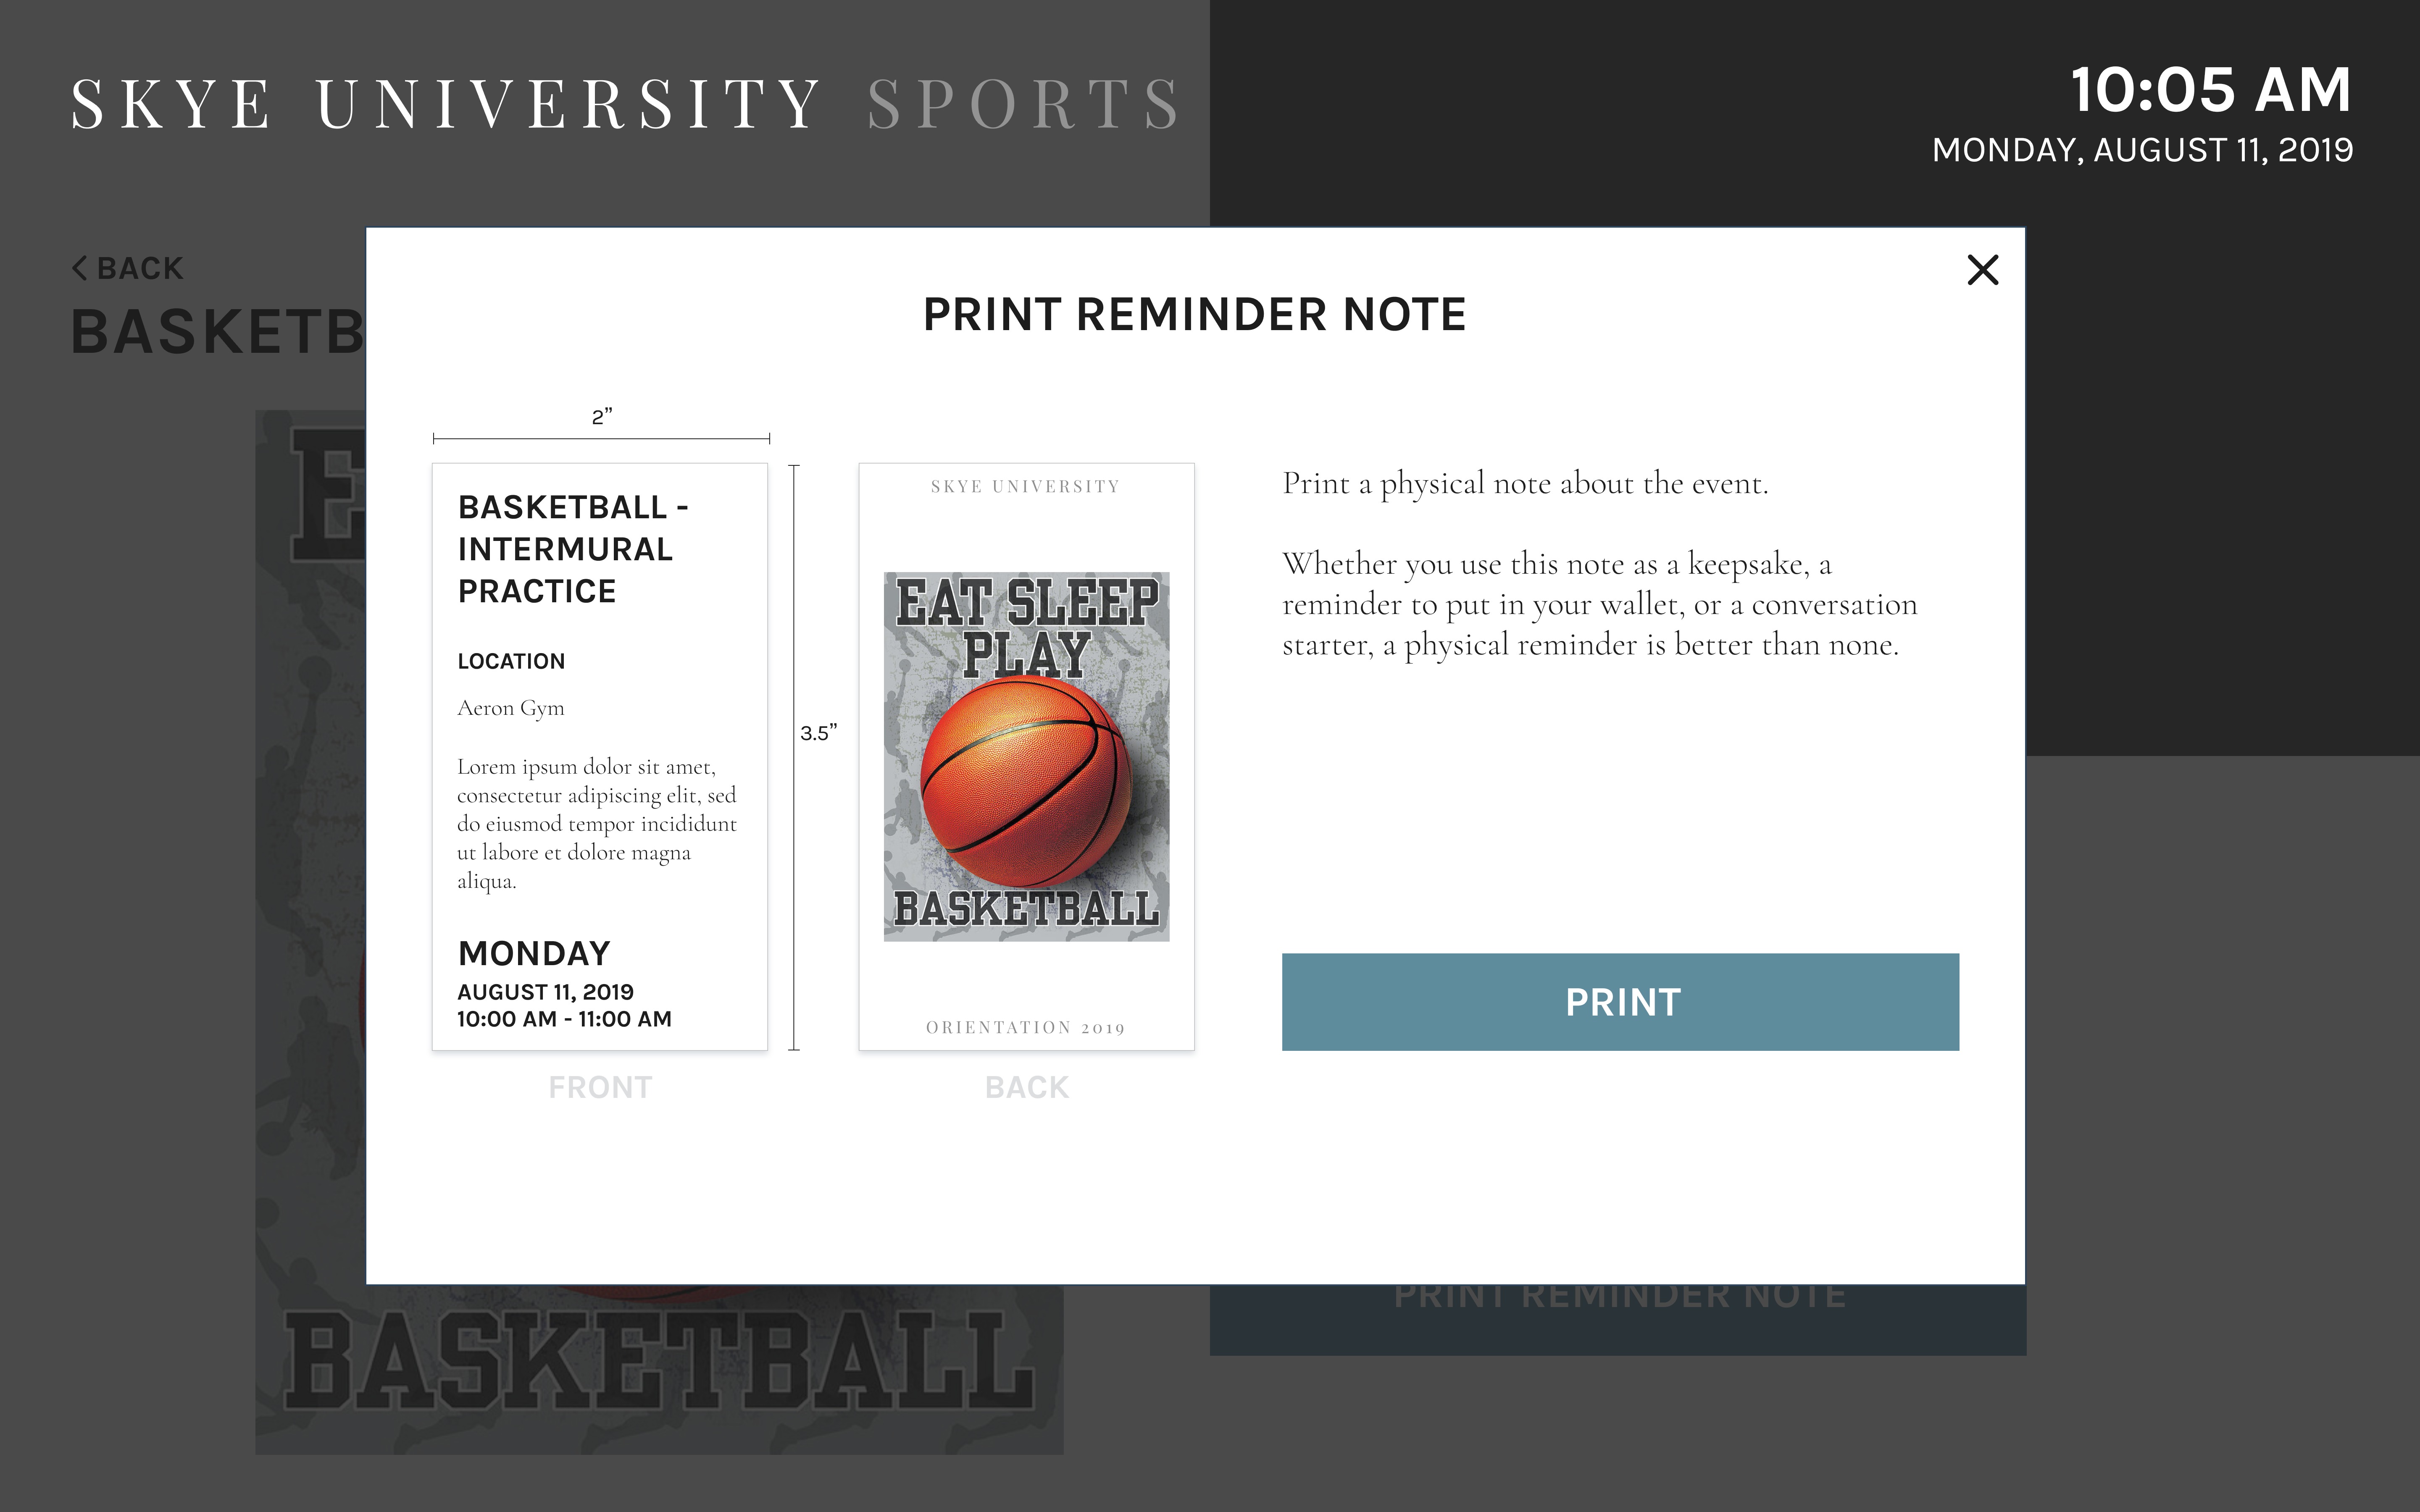 SKYE UNIVERSITY SPORTS
10:05 AM
MONDAY, AUGUST 11, 2019
BACK
BASKETB
PRINT REMINDER NOTE
2”
BASKETBALL -
INTERMURAL
PRACTICE
LOCATION
Aeron Gym
Lorem ipsum dolor sit amet,
consectetur adipiscing elit, sed
do eiusmod tempor incididunt
ut labore et dolore magna
aliqua.
MONDAY
AUGUST 11, 2019
10:00 AM - 11:00 AM
FRONT
3.5”
SKYE UNIVERSITY
EAT SLEEP
PLAY
BASKETBALL
ORIENTATION 2019
BACK
Print a physical note about the event.
Whether you use this note as a keepsake, a
reminder to put in your wallet, or a conversation
starter, a physical reminder is better than none.
PRINT
E
BASKETBALL
PRINT REMINDER NOTE